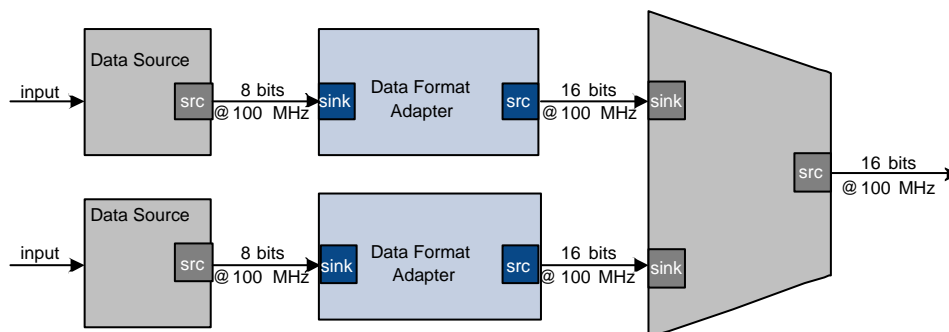 Data Source
input
src
8 bits
@ 100 MHz
sink
Data Format
Adapter
src
16 bits
@ 100 MHz
sink
src
16 bits
@ 100 MHz
Data Source
input
src
8 bits
@ 100 MHz
sink
Data Format
Adapter
src
16 bits
@ 100 MHz
sink